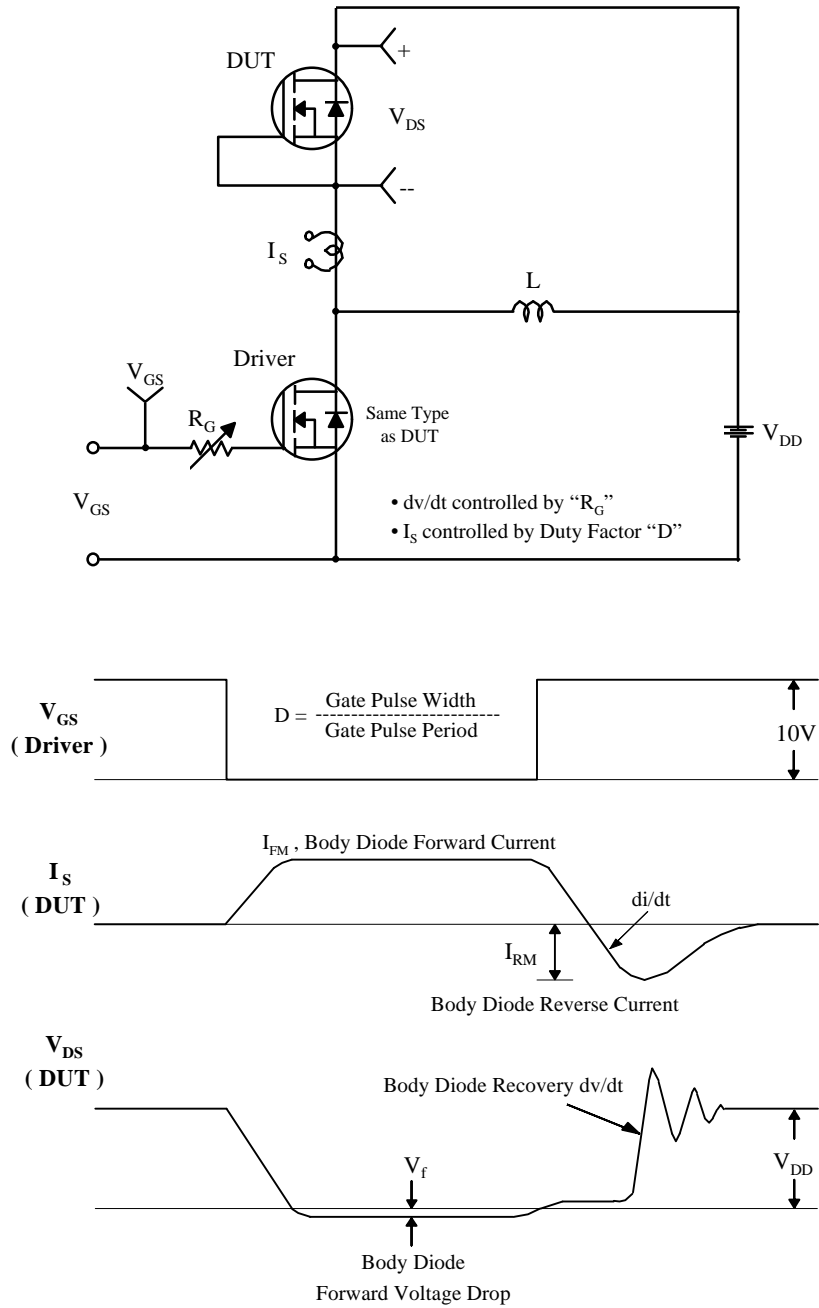 DUT
+
V_DS
--
I_S
L
Driver
V_GS
R_G
Same Type
as DUT
V_DD
V_GS
• dv/dt controlled by “R_G”
• I_S controlled by Duty Factor “D”
V_GS
( Driver )
D = Gate Pulse Width
--------------------------
Gate Pulse Period
10V
I_FM , Body Diode Forward Current
I_S
( DUT )
di/dt
I_RM
Body Diode Reverse Current
V_DS
( DUT )
Body Diode Recovery dv/dt
V_f
V_DD
Body Diode
Forward Voltage Drop